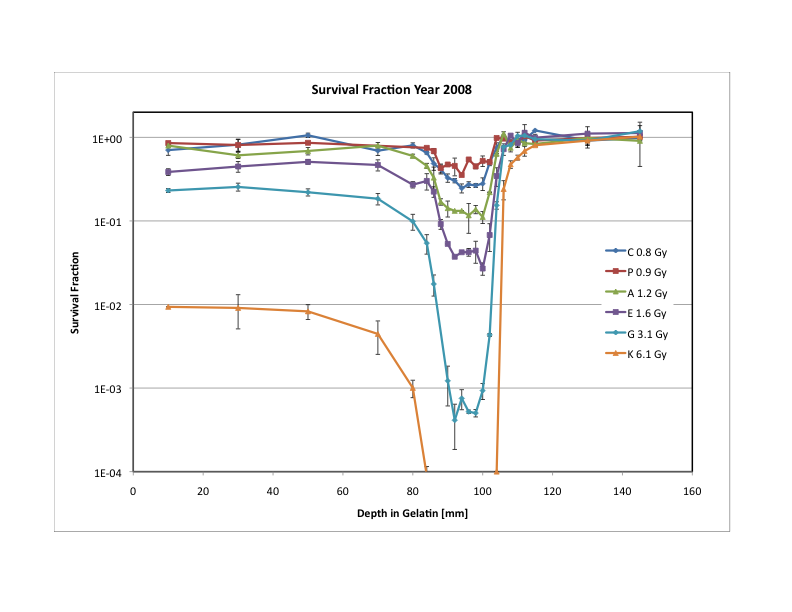 Survival Fraction Year 2008
1E+00
1E-01
1E-02
1E-03
1E-04
Survival Fraction
0 20 40 60 80 100 120 140 160
Depth in Gelatin [mm]
C 0.8 Gy
P 0.9 Gy
A 1.2 Gy
E 1.6 Gy
G 3.1 Gy
K 6.1 Gy